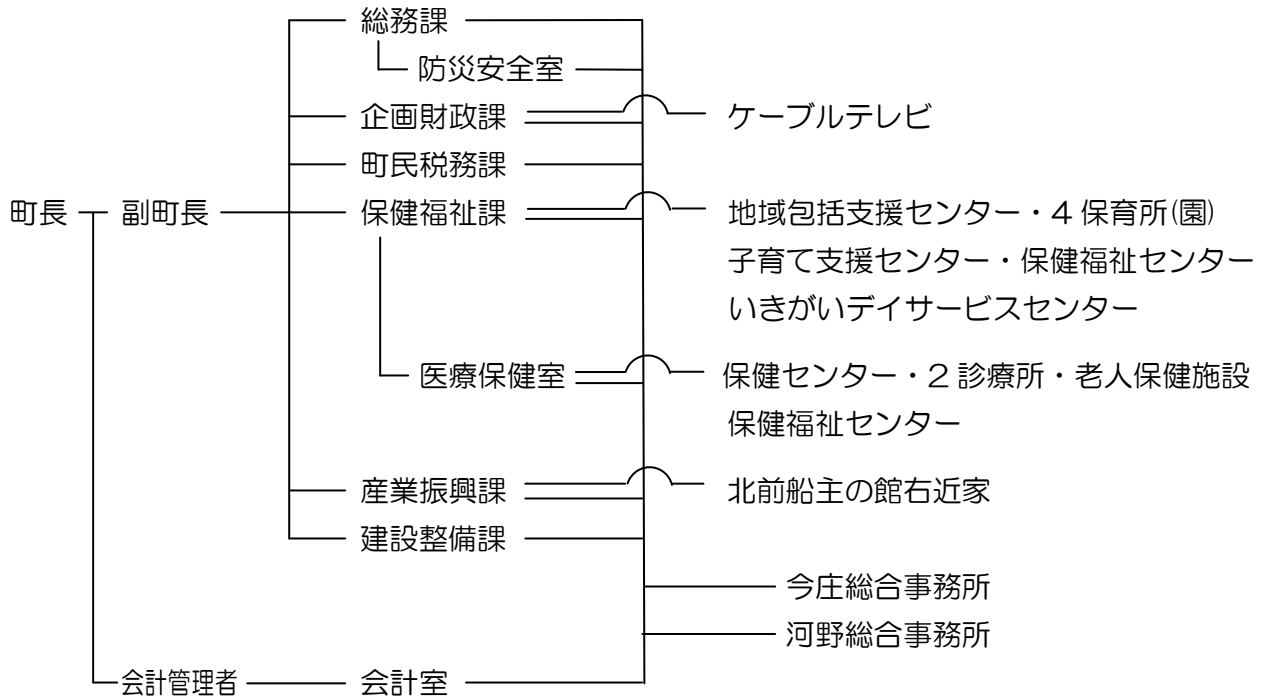 総務課
防災安全室
企画財政課 ケーブルテレビ
町民税務課
町長 副町長 保健福祉課 地域包括支援センター・4保育所(園)
子育て支援センター・保健福祉センター
いきがいデイサービスセンター
医療保健室 保健センター・2診療所・老人保健施設
保健福祉センター
産業振興課 北前船主の館右近家
建設整備課
今庄総合事務所
河野総合事務所
会計管理者 会計室